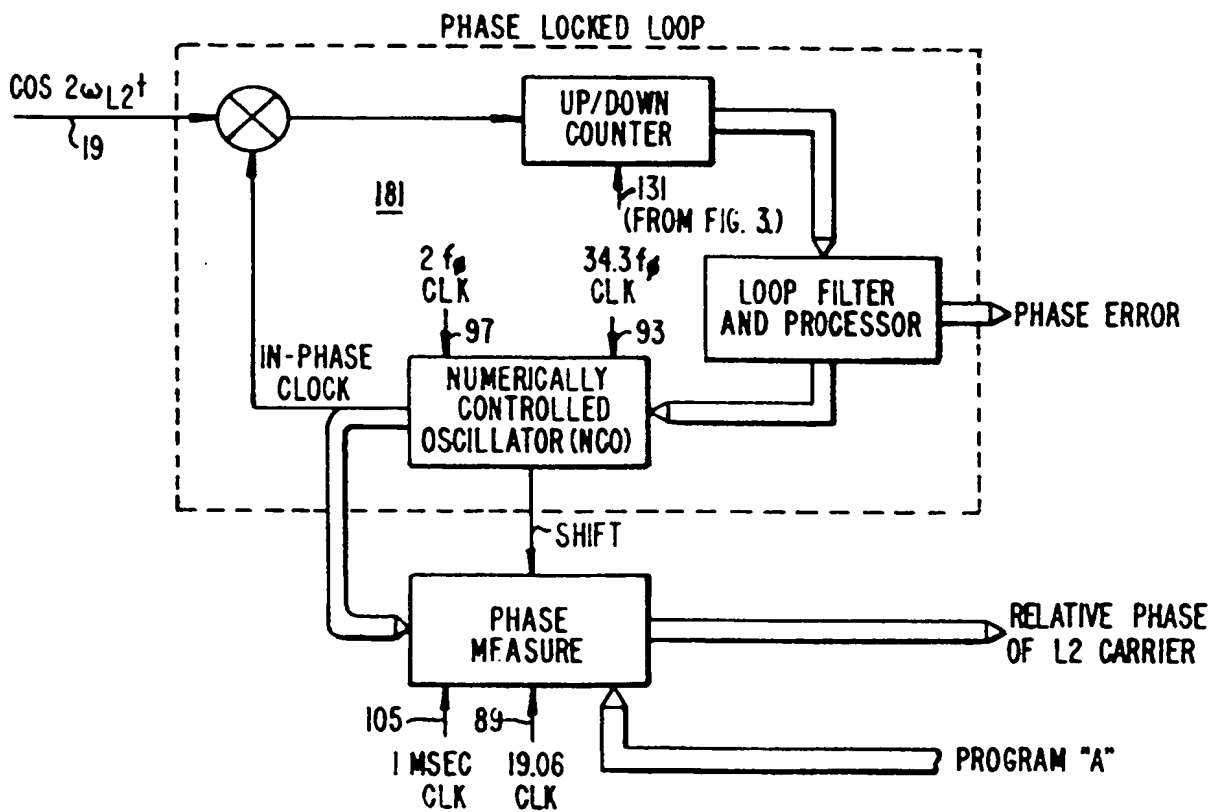 PHASE LOCKED LOOP
COS 2ωL2t
19
UP/DOWN
COUNTER
181
131
(FROM FIG. 3.)
2 fø
CLK
34.3 fø
CLK
LOOP FILTER
AND PROCESSOR
PHASE ERROR
97
93
IN-PHASE
CLOCK
NUMERICALLY
CONTROLLED
OSCILLATOR (NCO)
SHIFT
PHASE
MEASURE
RELATIVE PHASE
OF L2 CARRIER
105
89
1 MSEC
CLK
19.06
CLK
PROGRAM "A"